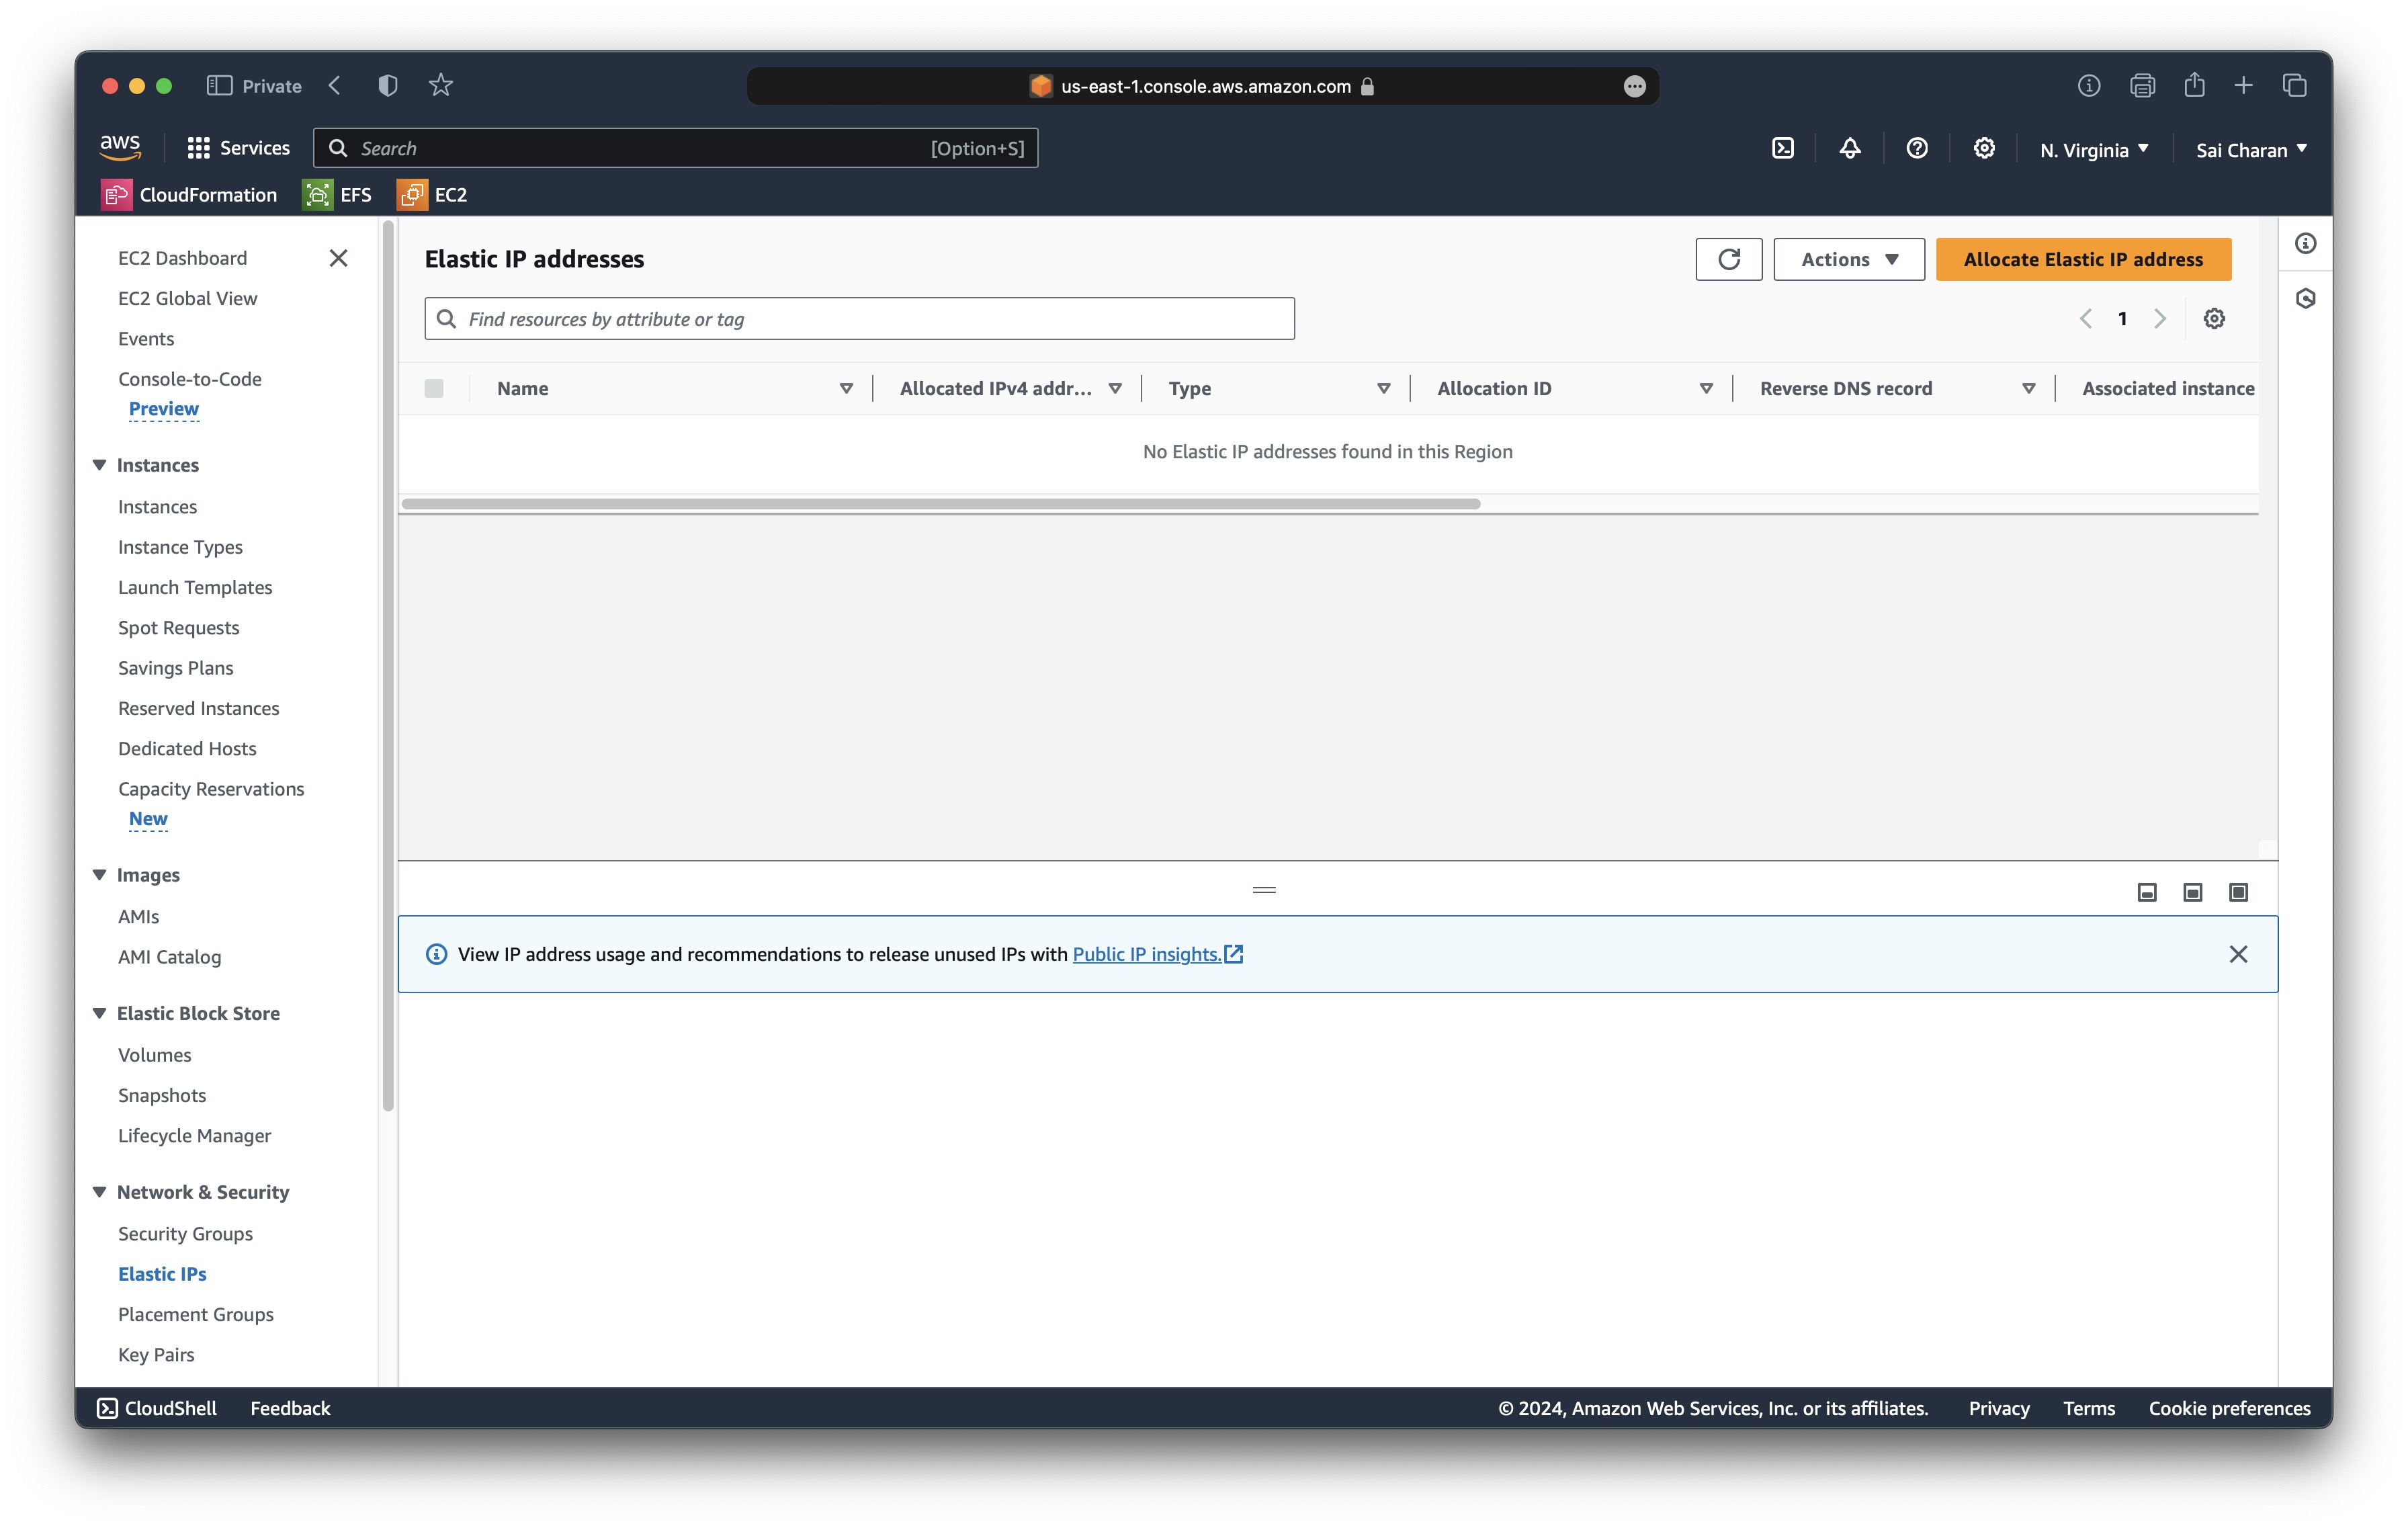 Private
us-east-1.console.aws.amazon.com
aws
Services
Search
[Option+S]
N. Virginia
Sai Charan
CloudFormation
EFS
EC2
EC2 Dashboard
EC2 Global View
Events
Console-to-Code
Preview
Instances
Instances
Instance Types
Launch Templates
Spot Requests
Savings Plans
Reserved Instances
Dedicated Hosts
Capacity Reservations
New
Images
AMIs
AMI Catalog
Elastic Block Store
Volumes
Snapshots
Lifecycle Manager
Network & Security
Security Groups
Elastic IPs
Placement Groups
Key Pairs
Elastic IP addresses
Actions
Allocate Elastic IP address
Find resources by attribute or tag
1
Name
Allocated IPv4 addr...
Type
Allocation ID
Reverse DNS record
Associated instance
No Elastic IP addresses found in this Region
View IP address usage and recommendations to release unused IPs with Public IP insights.
CloudShell
Feedback
© 2024, Amazon Web Services, Inc. or its affiliates.
Privacy
Terms
Cookie preferences